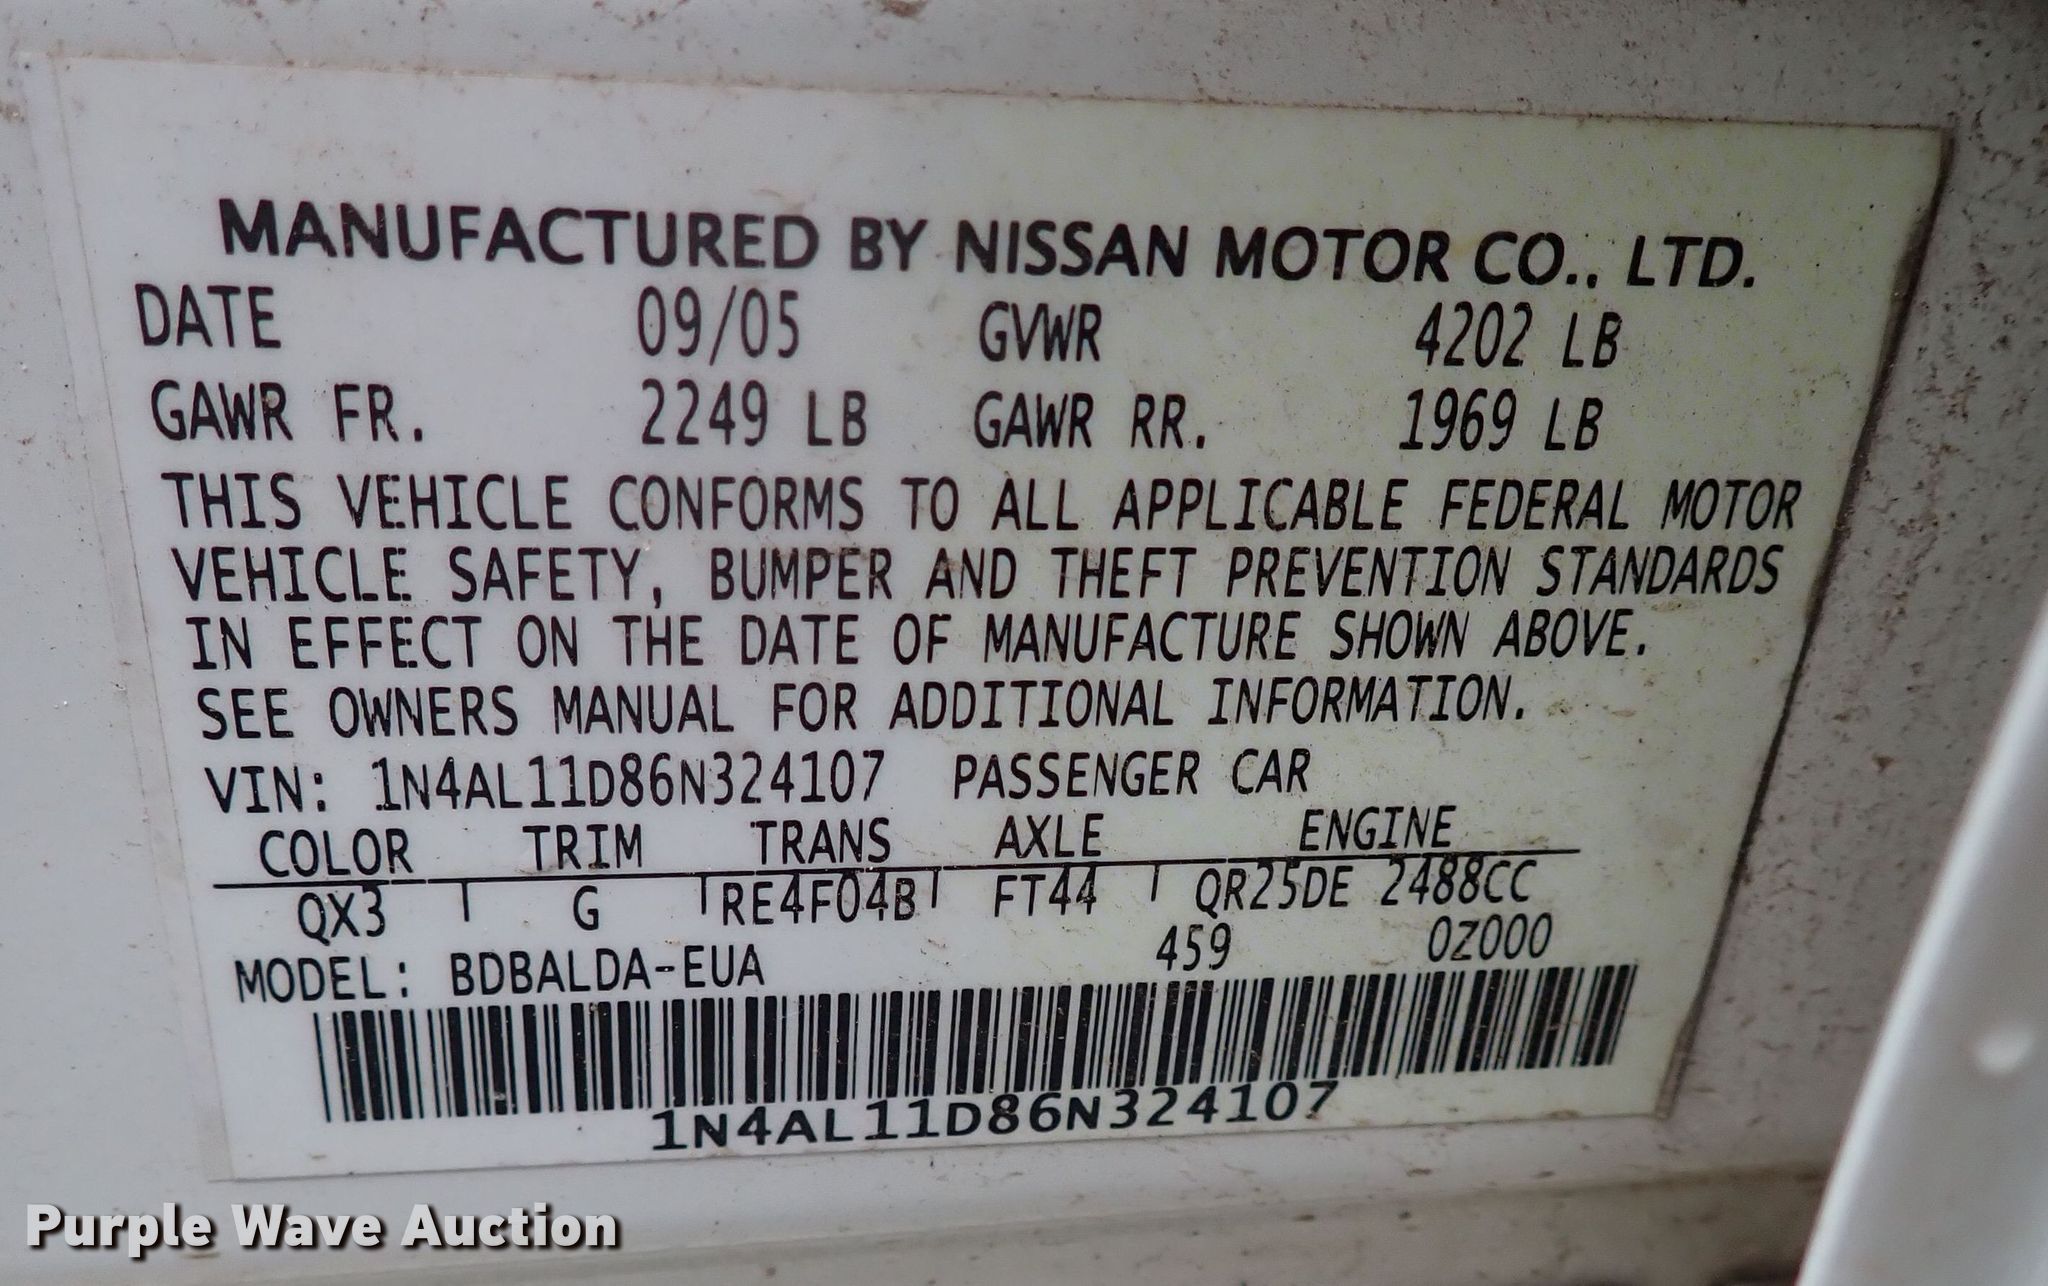 MANUFACTURED BY NISSAN MOTOR CO., LTD.
DATE 09/05 GVWR 4202 LB
GAWR FR. 2249 LB GAWR RR. 1969 LB
THIS VEHICLE CONFORMS TO ALL APPLICABLE FEDERAL MOTOR
VEHICLE SAFETY, BUMPER AND THEFT PREVENTION STANDARDS
IN EFFECT ON THE DATE OF MANUFACTURE SHOWN ABOVE.
SEE OWNERS MANUAL FOR ADDITIONAL INFORMATION.
VIN: 1N4AL11D86N324107 PASSENGER CAR
COLOR TRIM TRANS AXLE ENGINE
QX3 G RE4F04B FT44 QR25DE 2488CC
459 0Z000
MODEL: BDBALDA-EUA
1N4AL11D86N324107
Purple Wave Auction